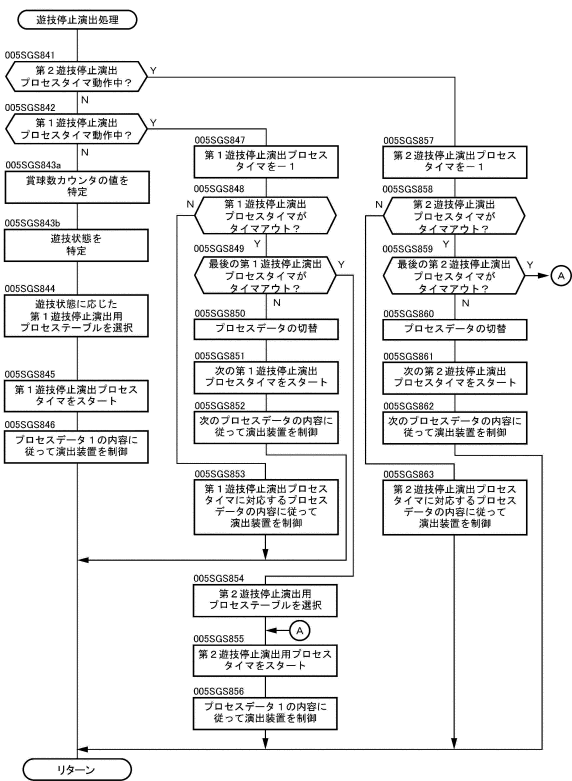 遊技停止演出処理
005SGS841
第２遊技停止演出
プロセスタイマ動作中？
Y
N
005SGS842
第１遊技停止演出
プロセスタイマ動作中？
Y
N
005SGS843a
賞球数カウンタの値を
特定
005SGS843b
遊技状態を
特定
005SGS844
遊技状態に応じた
第１遊技停止演出用
プロセステーブルを選択
005SGS845
第１遊技停止演出プロセス
タイマをスタート
005SGS846
プロセスデータ１の内容に
従って演出装置を制御
005SGS847
第１遊技停止演出プロセス
タイマを－１
005SGS848
N
第１遊技停止演出
プロセスタイマが
タイマアウト？
Y
005SGS849
最後の第１遊技停止演出
プロセスタイマが
タイマアウト？
Y
N
005SGS850
プロセスデータの切替
005SGS851
次の第１遊技停止演出
プロセスタイマをスタート
005SGS852
次のプロセスデータの内容に
従って演出装置を制御
005SGS853
第１遊技停止演出プロセス
タイマに対応するプロセス
データの内容に従って
演出装置を制御
005SGS854
第２遊技停止演出用
プロセステーブルを選択
A
005SGS855
第２遊技停止演出用プロセス
タイマをスタート
005SGS856
プロセスデータ１の内容に
従って演出装置を制御
005SGS857
第２遊技停止演出プロセス
タイマを－１
005SGS858
N
第２遊技停止演出
プロセスタイマが
タイマアウト？
Y
005SGS859
最後の第２遊技停止演出
プロセスタイマが
タイマアウト？
Y
A
N
005SGS860
プロセスデータの切替
005SGS861
次の第２遊技停止演出
プロセスタイマをスタート
005SGS862
次のプロセスデータの内容に
従って演出装置を制御
005SGS863
第２遊技停止演出プロセス
タイマに対応するプロセス
データの内容に従って
演出装置を制御
リターン